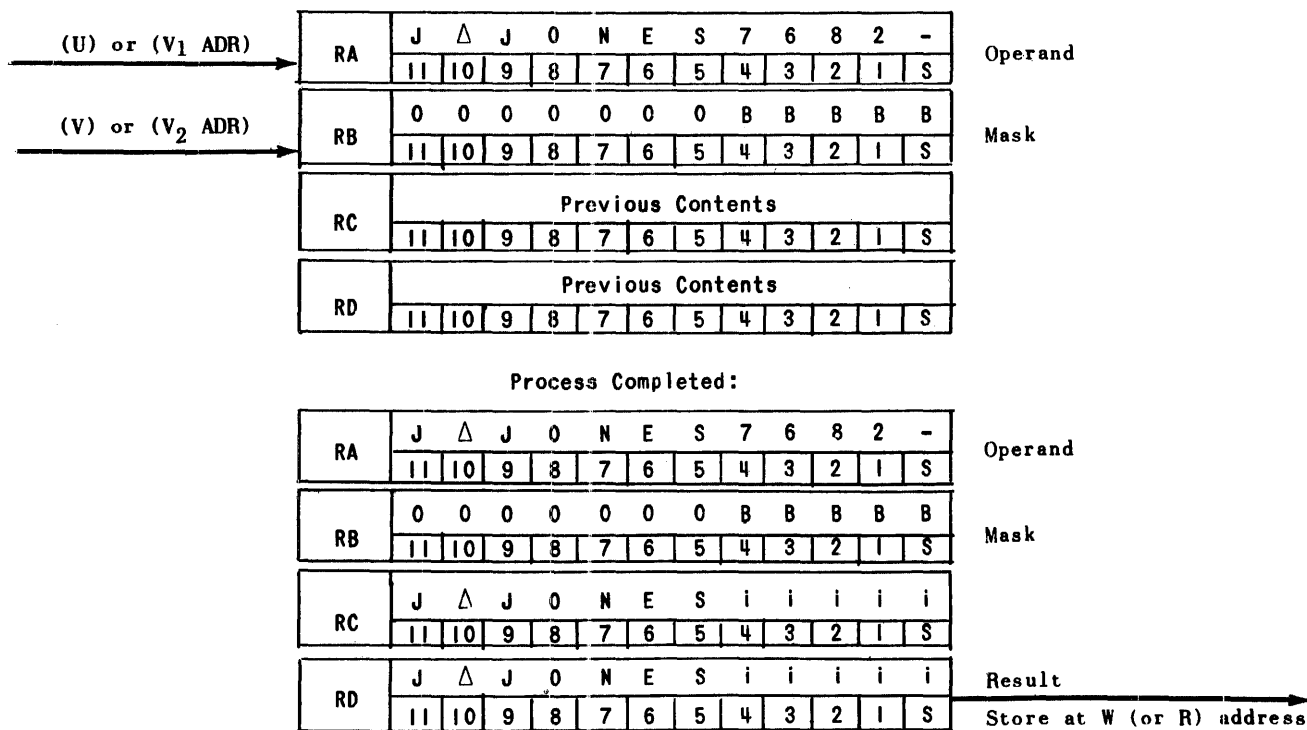 (U) or (V1 ADR)
RA
J Δ J O N E S 7 6 8 2 -
11 10 9 8 7 6 5 4 3 2 1 S
Operand
(V) or (V2 ADR)
RB
0 0 0 0 0 0 0 B B B B B
11 10 9 8 7 6 5 4 3 2 1 S
Mask
RC
Previous Contents
11 10 9 8 7 6 5 4 3 2 1 S
RD
Previous Contents
11 10 9 8 7 6 5 4 3 2 1 S
Process Completed:
RA
J Δ J O N E S 7 6 8 2 -
11 10 9 8 7 6 5 4 3 2 1 S
Operand
RB
0 0 0 0 0 0 0 B B B B B
11 10 9 8 7 6 5 4 3 2 1 S
Mask
RC
J Δ J O N E S i i i i i
11 10 9 8 7 6 5 4 3 2 1 S
RD
J Δ J O N E S i i i i i
11 10 9 8 7 6 5 4 3 2 1 S
Result
Store at W (or R) address